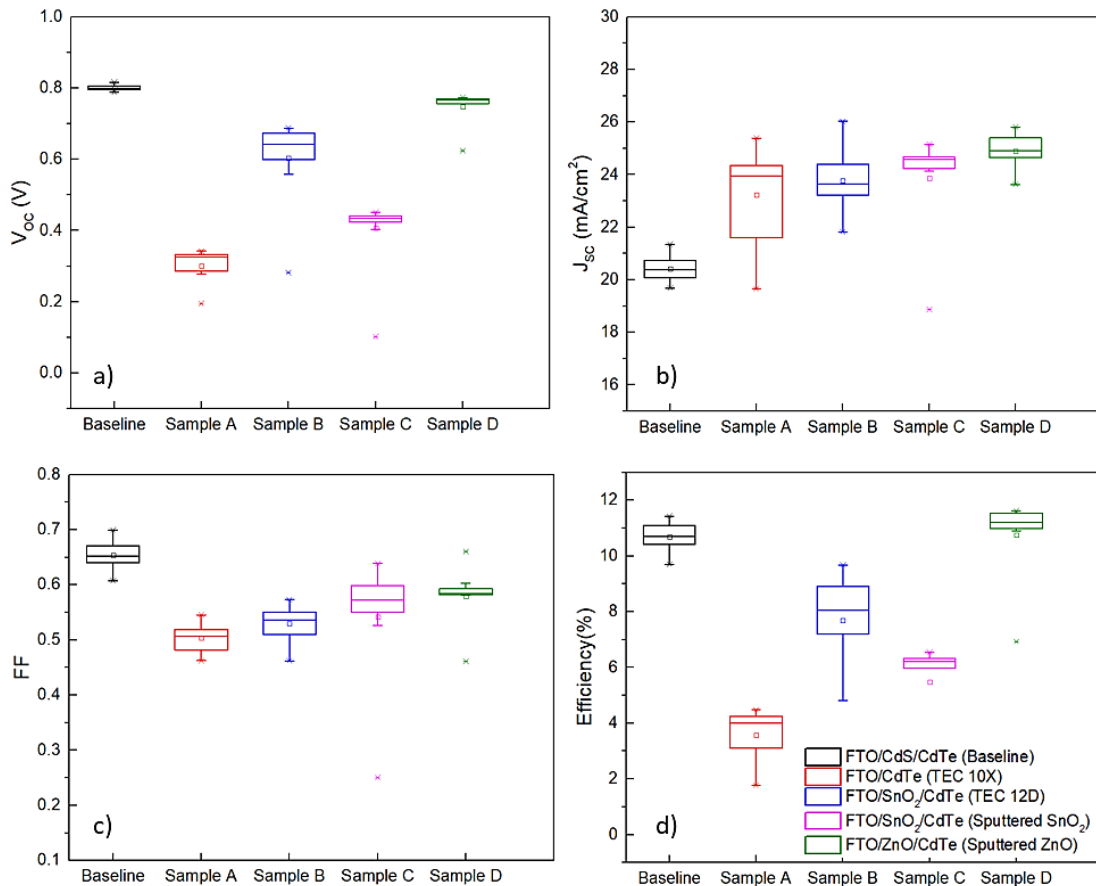 1.0
0.8
0.6
0.4
0.2
0.0
V_OC (V)
a)
Baseline Sample A Sample B Sample C Sample D
30
28
26
24
22
20
18
16
J_SC (mA/cm²)
b)
Baseline Sample A Sample B Sample C Sample D
0.8
0.7
0.6
0.5
0.4
0.3
0.2
0.1
FF
c)
Baseline Sample A Sample B Sample C Sample D
12
10
8
6
4
2
0
Efficiency(%)
d)
FTO/CdS/CdTe (Baseline)
FTO/CdTe (TEC 10X)
FTO/SnO₂/CdTe (TEC 12D)
FTO/SnO₂/CdTe (Sputtered SnO₂)
FTO/ZnO/CdTe (Sputtered ZnO)
Baseline Sample A Sample B Sample C Sample D